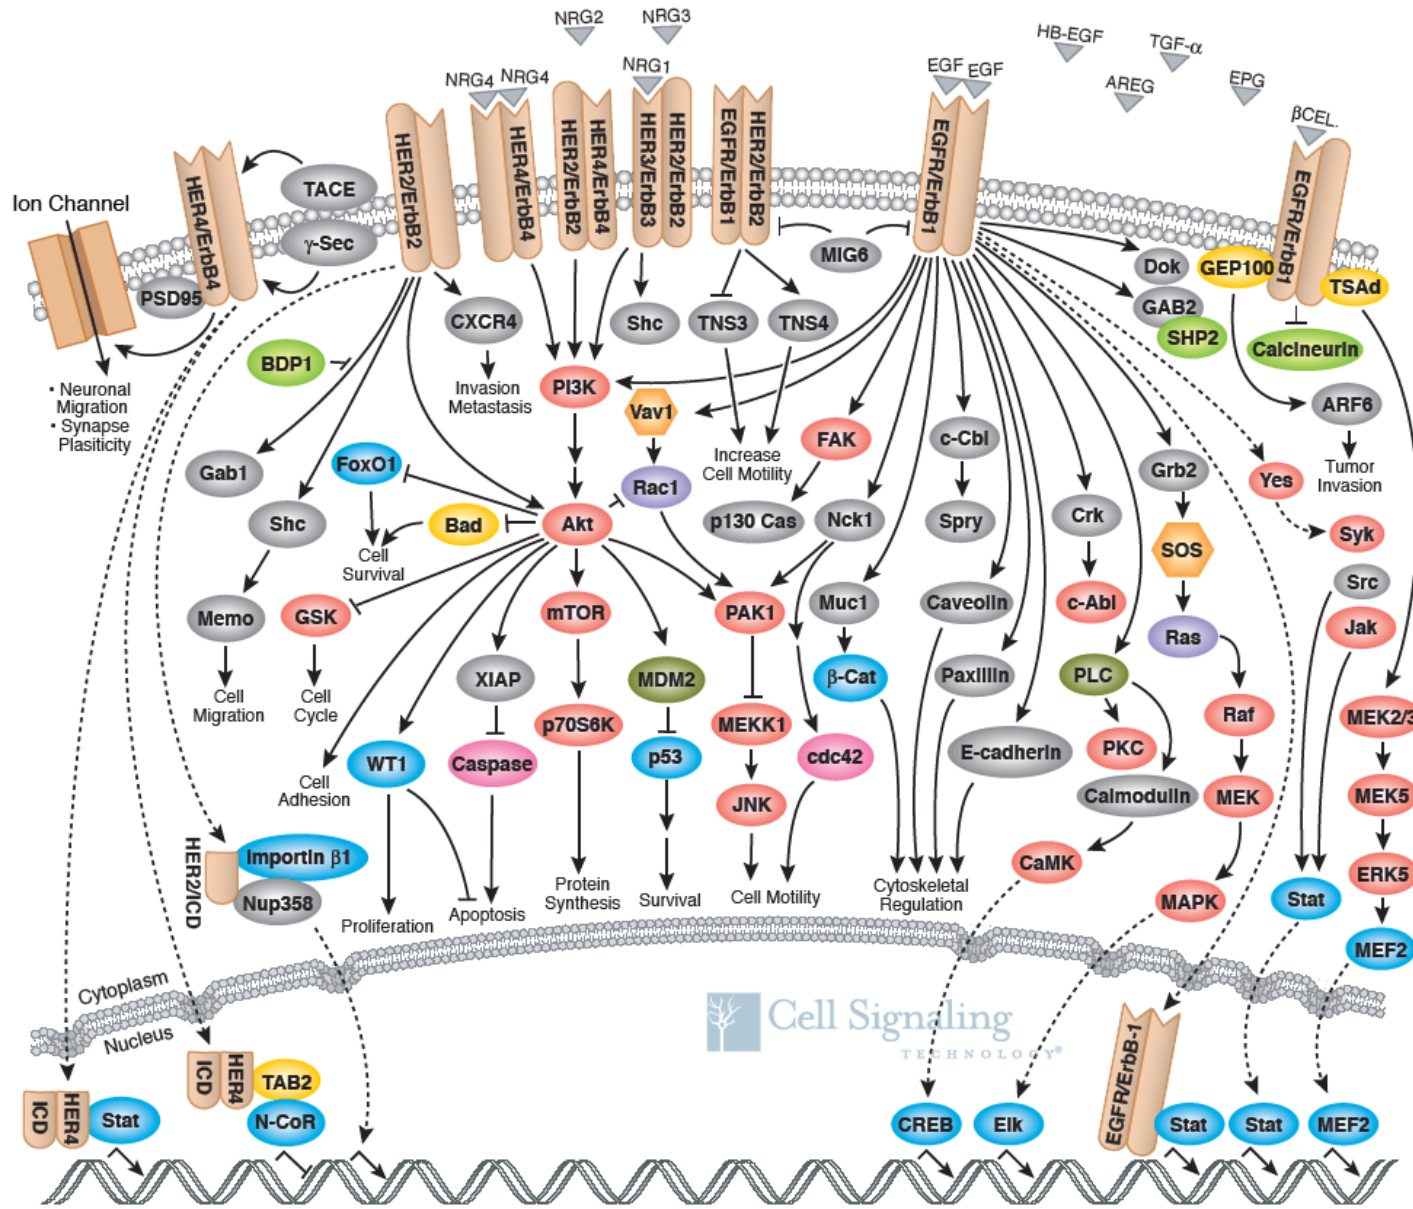 NRG2
NRG3
HB-EGF
TGF-α
NRG4
NRG4
NRG1
EGF
EGF
AREG
EPG
βCEL.
HER4/ErbB4
TACE
γ-Sec
PSD95
Ion Channel
HER2/ErbB2
HER4/ErbB4
HER2/ErbB2
HER4/ErbB4
HER3/ErbB3
HER2/ErbB2
EGFR/ErbB1
HER2/ErbB2
EGFR/ErbB1
EGFR/ErbB1
MIG6
Dok
GEP100
TSAd
GAB2
SHP2
Calcineurin
CXCR4
Shc
TNS3
TNS4
BDP1
• Neuronal
Migration
• Synapse
Plasiticity
Invasion
Metastasis
PI3K
Vav1
FAK
c-Cbl
ARF6
Increase
Cell Motility
Gab1
FoxO1
Rac1
Grb2
Yes
Tumor
Invasion
Shc
Bad
Akt
p130 Cas
Nck1
Spry
Crk
SOS
Syk
Cell
Survival
Src
Memo
GSK
mTOR
PAK1
Muc1
Caveolin
c-Abl
Ras
Jak
XIAP
MDM2
β-Cat
Paxillin
PLC
Cell
Migration
Cell
Cycle
p70S6K
MEKK1
Raf
MEK2/3
WT1
Caspase
p53
cdc42
E-cadherin
PKC
Cell
Adhesion
JNK
Calmodulin
MEK
MEK5
HER2/ICD
Importin β1
Nup358
CaMK
ERK5
Protein
Synthesis
Survival
Cell Motility
Cytoskeletal
Regulation
MAPK
Stat
Proliferation
Apoptosis
MEF2
Cytoplasm
Nucleus
Cell Signaling
TECHNOLOGY®
ICD
HER4
Stat
ICD
HER4
TAB2
N-CoR
CREB
Elk
EGFR/ErbB-1
Stat
Stat
MEF2